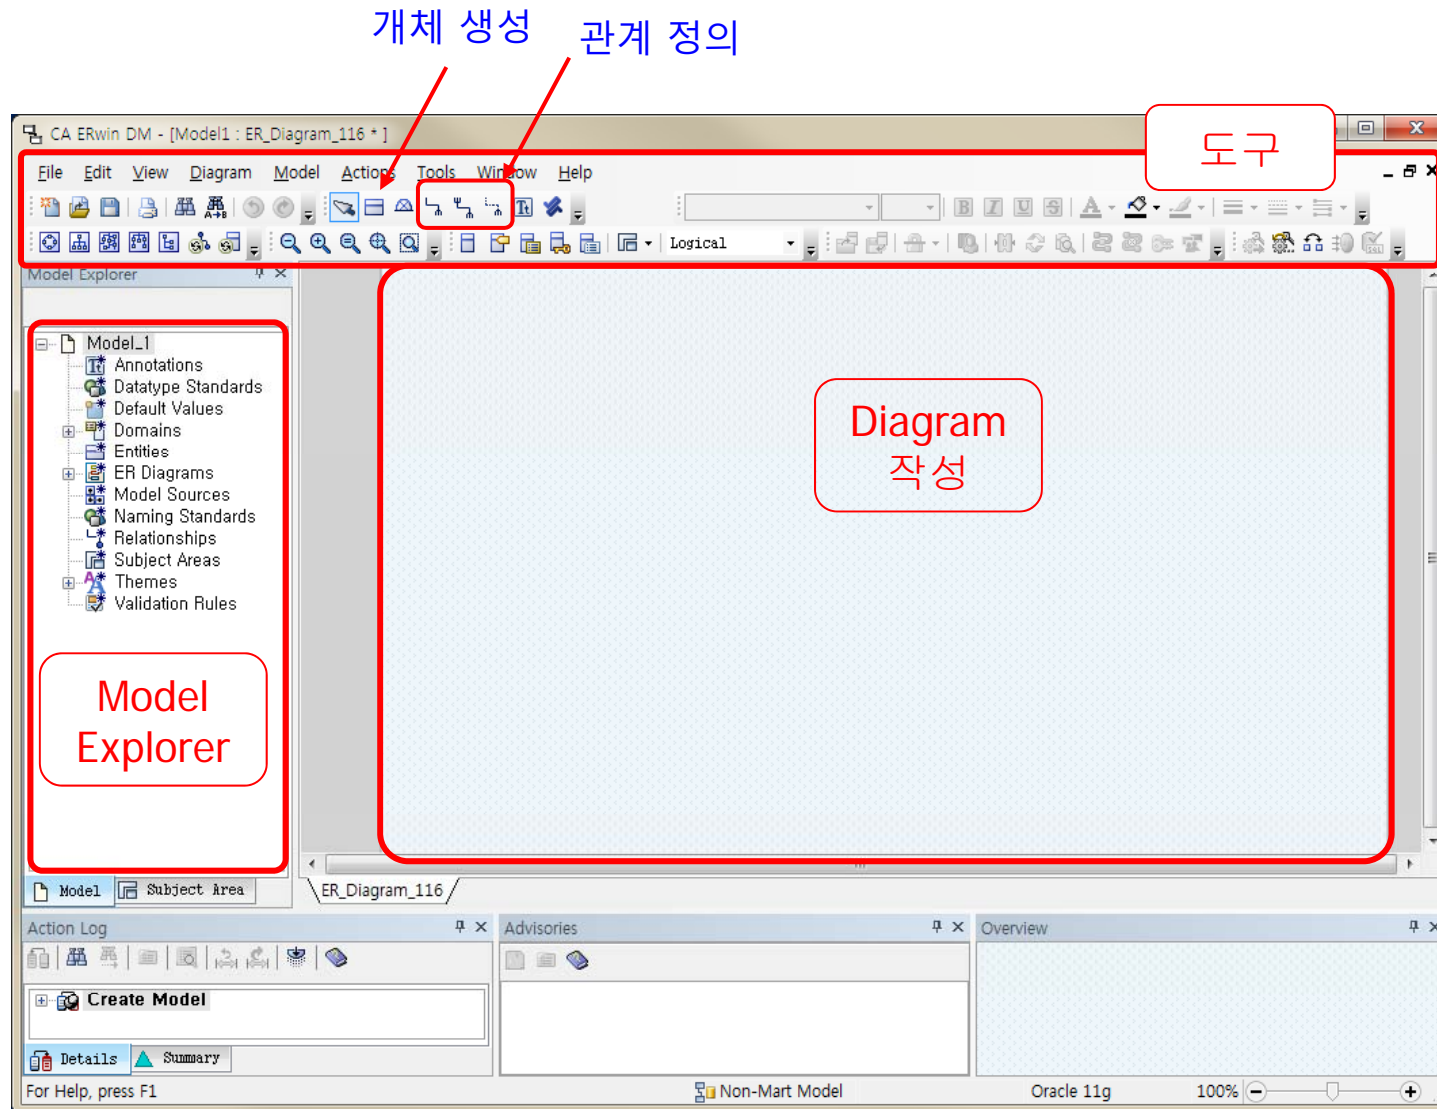 개체 생성
관계 정의
CA ERwin DM - [Model1 : ER_Diagram_116 * ]
도구
File Edit View Diagram Model Actions Tools Window Help
Logical
Model Explorer
Model_1
Annotations
Datatype Standards
Default Values
Domains
Entities
ER Diagrams
Model Sources
Naming Standards
Relationships
Subject Areas
Themes
Validation Rules
Model
Explorer
Diagram
작성
Model Subject Area
ER_Diagram_116
Action Log
Advisories
Overview
Create Model
Details Summary
For Help, press F1
Non-Mart Model
Oracle 11g
100%